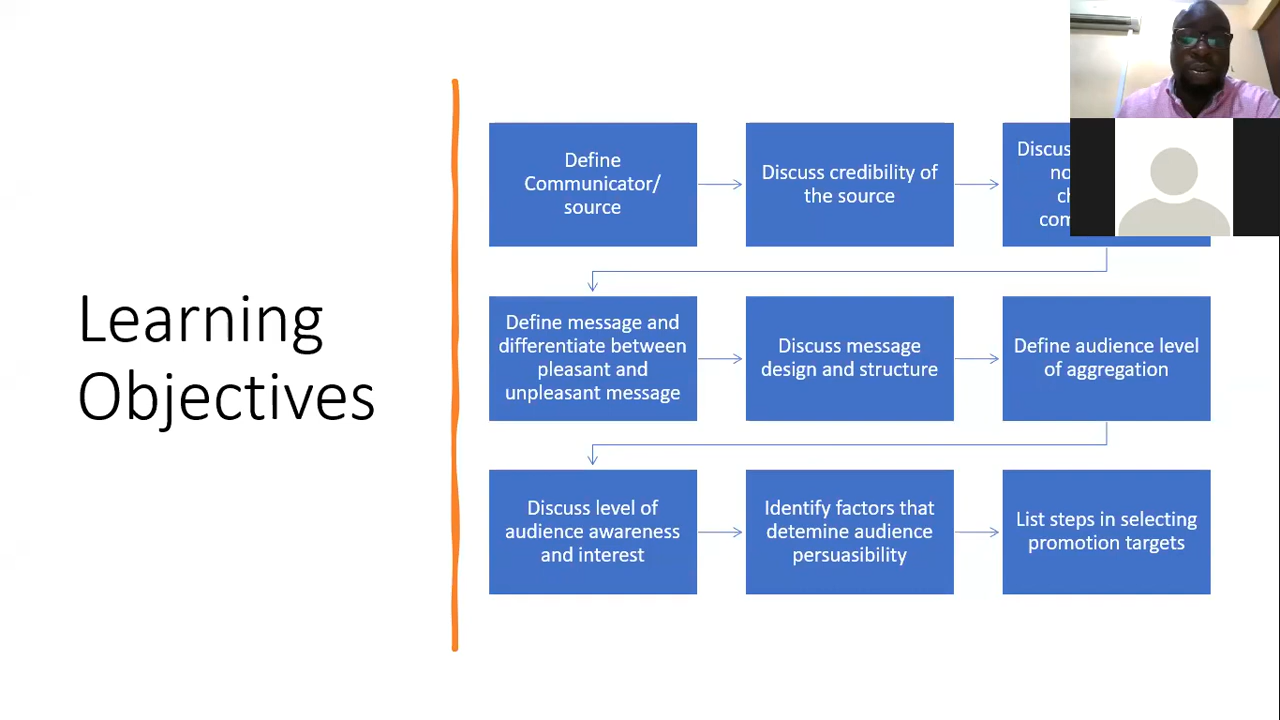 Learning
Objectives
Define
Communicator/
source
Discuss credibility of
the source
Define message and
differentiate between
pleasant and
unpleasant message
Discuss message
design and structure
Define audience level
of aggregation
Discuss level of
audience awareness
and interest
Identify factors that
detemine audience
persuasibility
List steps in selecting
promotion targets